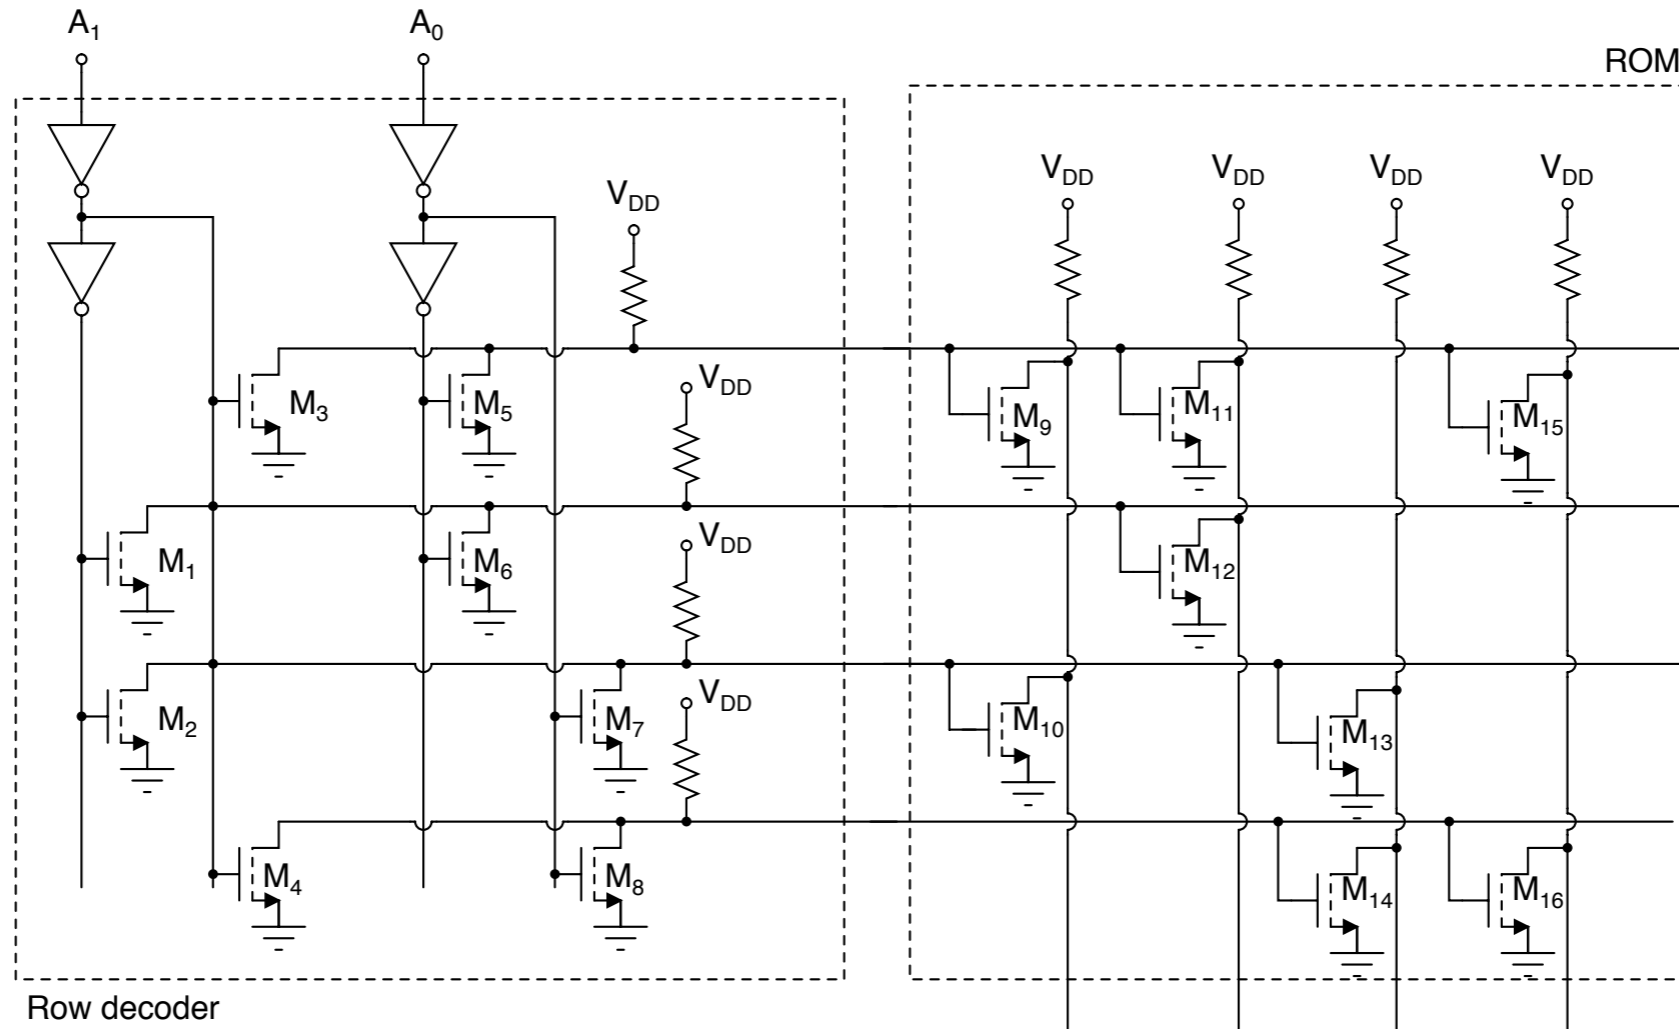 A1
A0
ROM
VDD
VDD
VDD
VDD
VDD
VDD
M3
M5
M9
M11
M15
VDD
M1
M6
M12
VDD
M2
M7
M10
M13
M4
M8
M14
M16
Row decoder